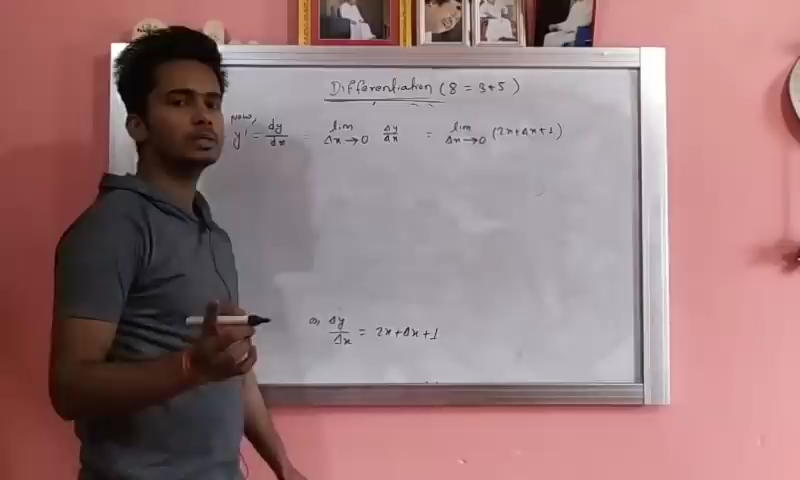 Differentiation (8 = 3+5)
Now,
y' = dy/dx = lim Δx→0 Δy/Δx = lim Δx→0 (2x+Δx+1)
on, Δy/Δx = 2x+Δx+1